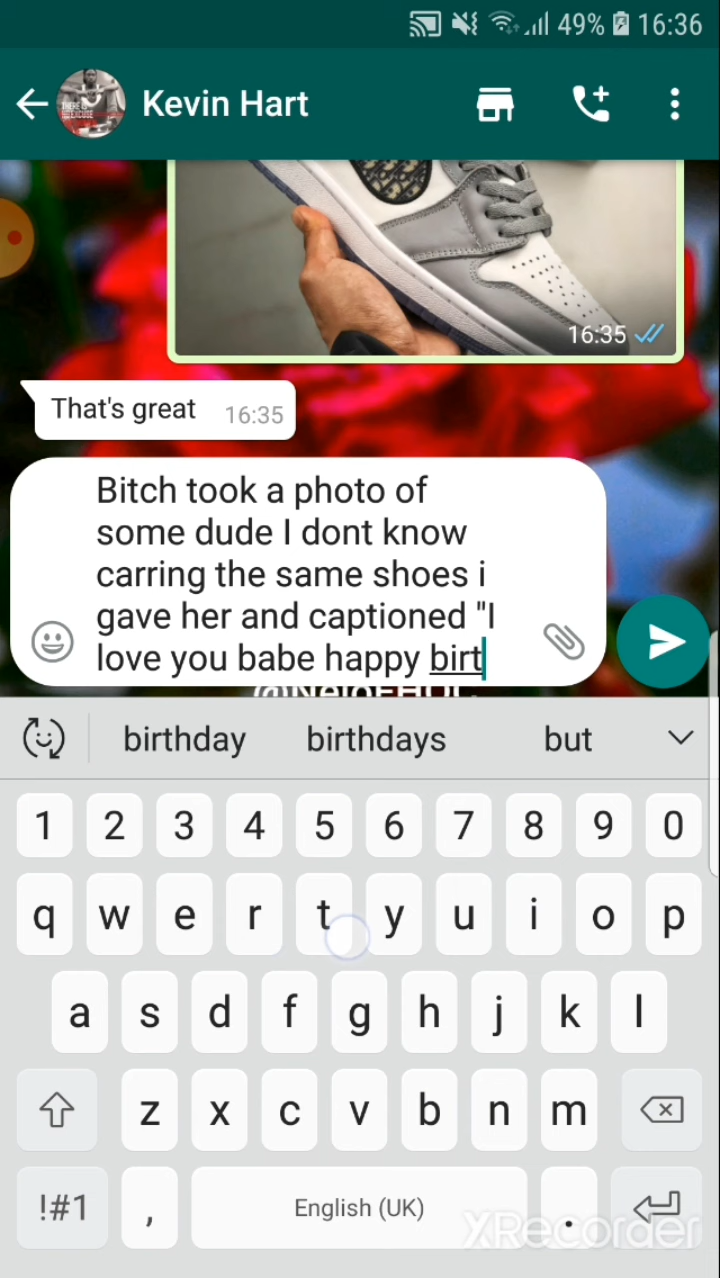 49% 16:36
Kevin Hart
16:35
That's great 16:35
Bitch took a photo of
some dude I dont know
carring the same shoes i
gave her and captioned "I
love you babe happy birt
birthday birthdays but
1 2 3 4 5 6 7 8 9 0
q w e r t y u i o p
a s d f g h j k l
z x c v b n m
!#1 , English (UK) .
XRecorder